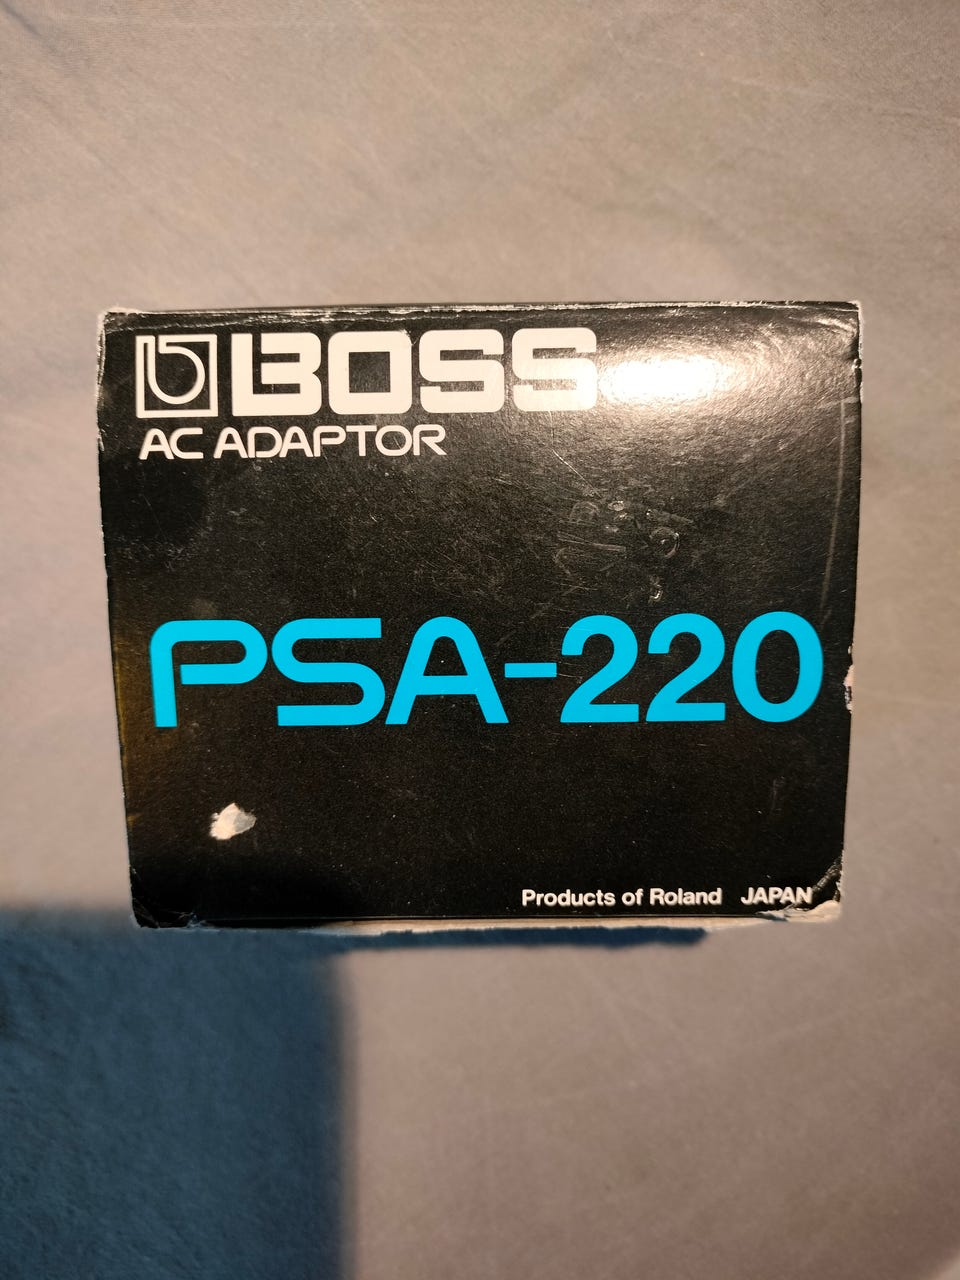 BOSS
AC ADAPTOR
PSA-220
Products of Roland JAPAN